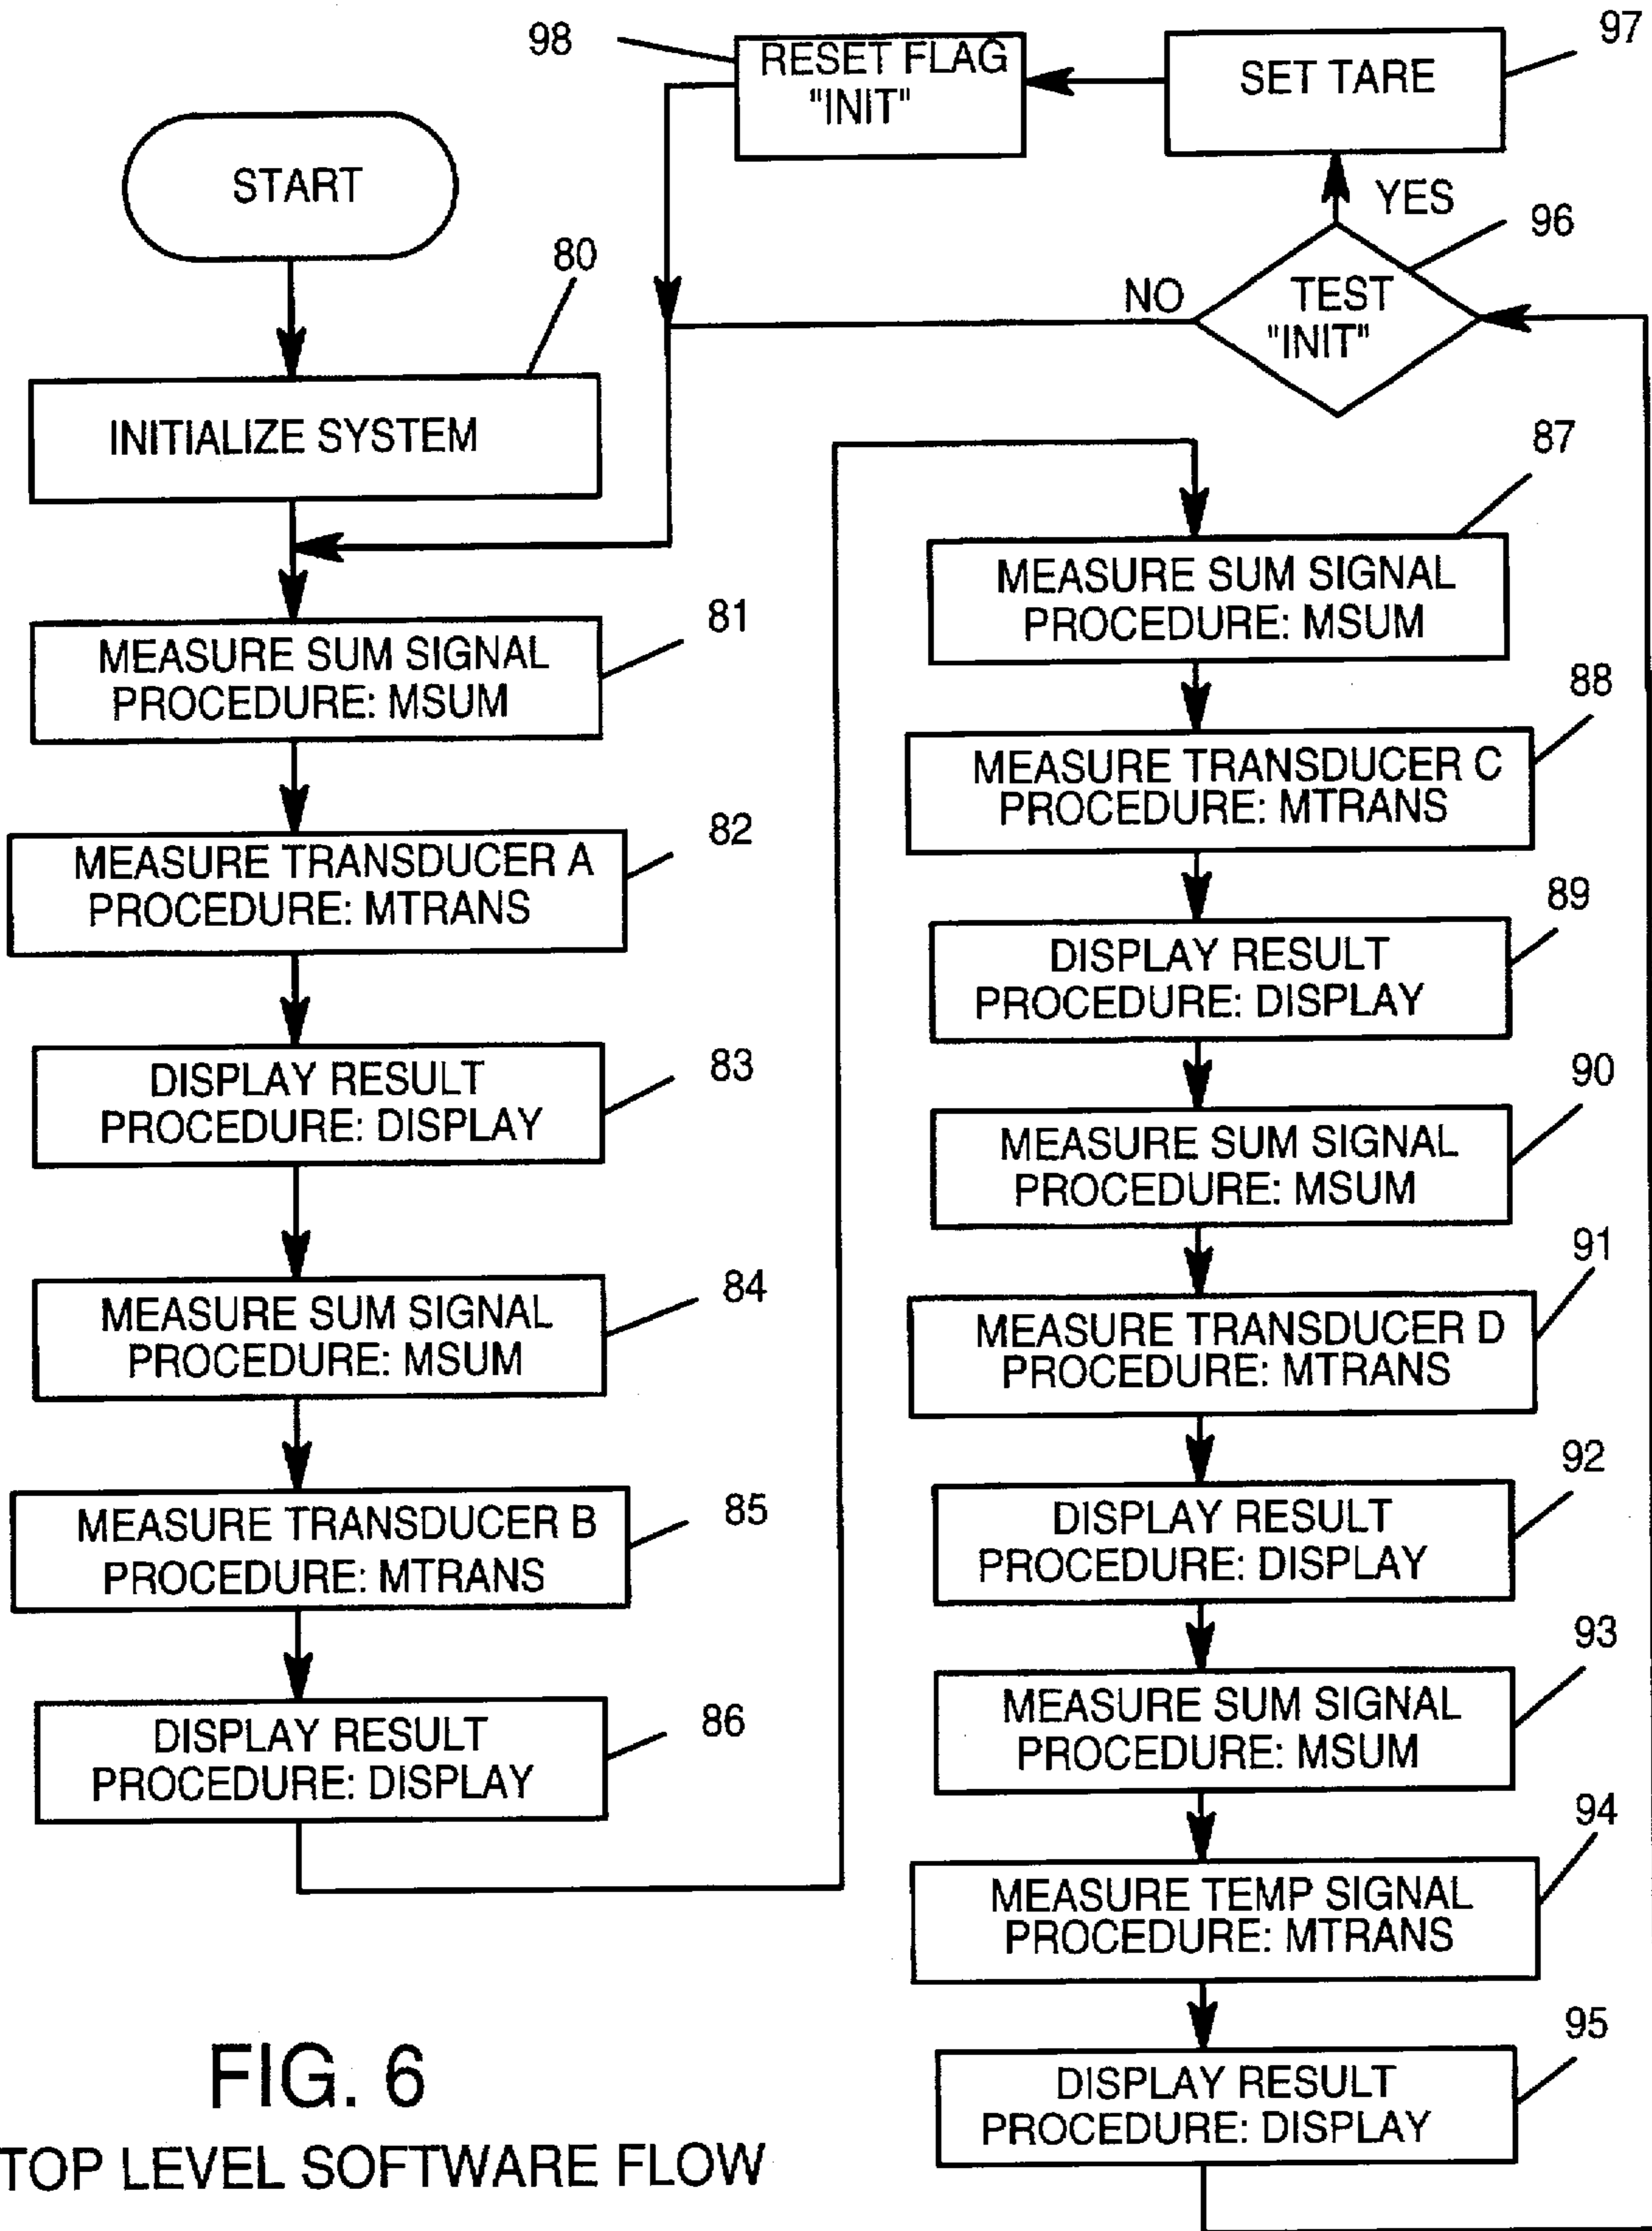 START
80
INITIALIZE SYSTEM
81
MEASURE SUM SIGNAL
PROCEDURE: MSUM
82
MEASURE TRANSDUCER A
PROCEDURE: MTRANS
83
DISPLAY RESULT
PROCEDURE: DISPLAY
84
MEASURE SUM SIGNAL
PROCEDURE: MSUM
85
MEASURE TRANSDUCER B
PROCEDURE: MTRANS
86
DISPLAY RESULT
PROCEDURE: DISPLAY
87
MEASURE SUM SIGNAL
PROCEDURE: MSUM
88
MEASURE TRANSDUCER C
PROCEDURE: MTRANS
89
DISPLAY RESULT
PROCEDURE: DISPLAY
90
MEASURE SUM SIGNAL
PROCEDURE: MSUM
91
MEASURE TRANSDUCER D
PROCEDURE: MTRANS
92
DISPLAY RESULT
PROCEDURE: DISPLAY
93
MEASURE SUM SIGNAL
PROCEDURE: MSUM
94
MEASURE TEMP SIGNAL
PROCEDURE: MTRANS
95
DISPLAY RESULT
PROCEDURE: DISPLAY
96
TEST
"INIT"
YES
NO
97
SET TARE
98
RESET FLAG
"INIT"
FIG. 6
TOP LEVEL SOFTWARE FLOW